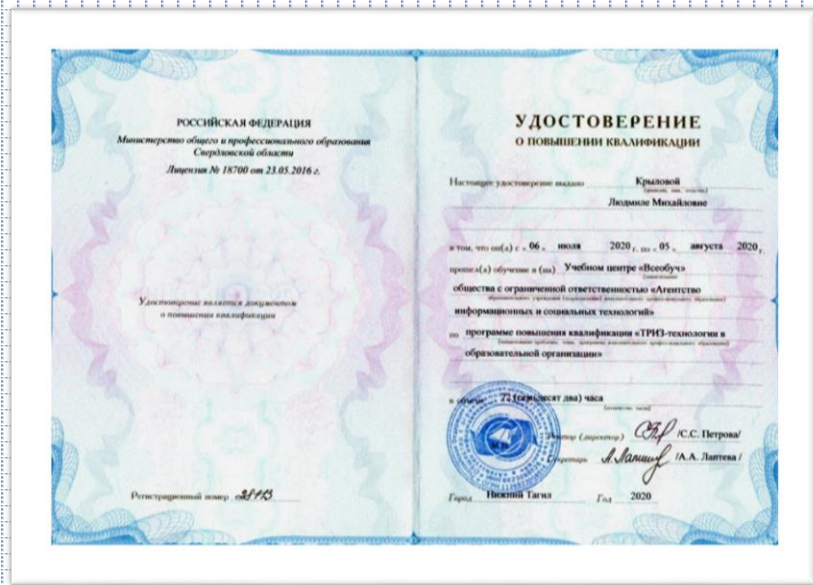 РОССИЙСКАЯ ФЕДЕРАЦИЯ
Министерство общего и профессионального образования
Свердловской области
Лицензия № 18700 от 23.05.2016 г.
Удостоверение является документом
о повышении квалификации
Регистрационный номер
УДОСТОВЕРЕНИЕ
О ПОВЫШЕНИИ КВАЛИФИКАЦИИ
Настоящее удостоверение выдано Крыловой
Людмиле Михайловне
в том, что он(а) с « 06 » июля 2020 г. по « 05 » августа 2020 г.
прошел(а) обучение в (на) Учебном центре «Всеобуч»
общества с ограниченной ответственностью «Агентство
информационных и социальных технологий»
по программе повышения квалификации «ТРИЗ-технологии в
образовательной организации»
в объеме 72 (семьдесят два) часа
Ректор (директор) /С.С. Петрова/
Секретарь /А.А. Лаптева /
Город Нижний Тагил Год 2020